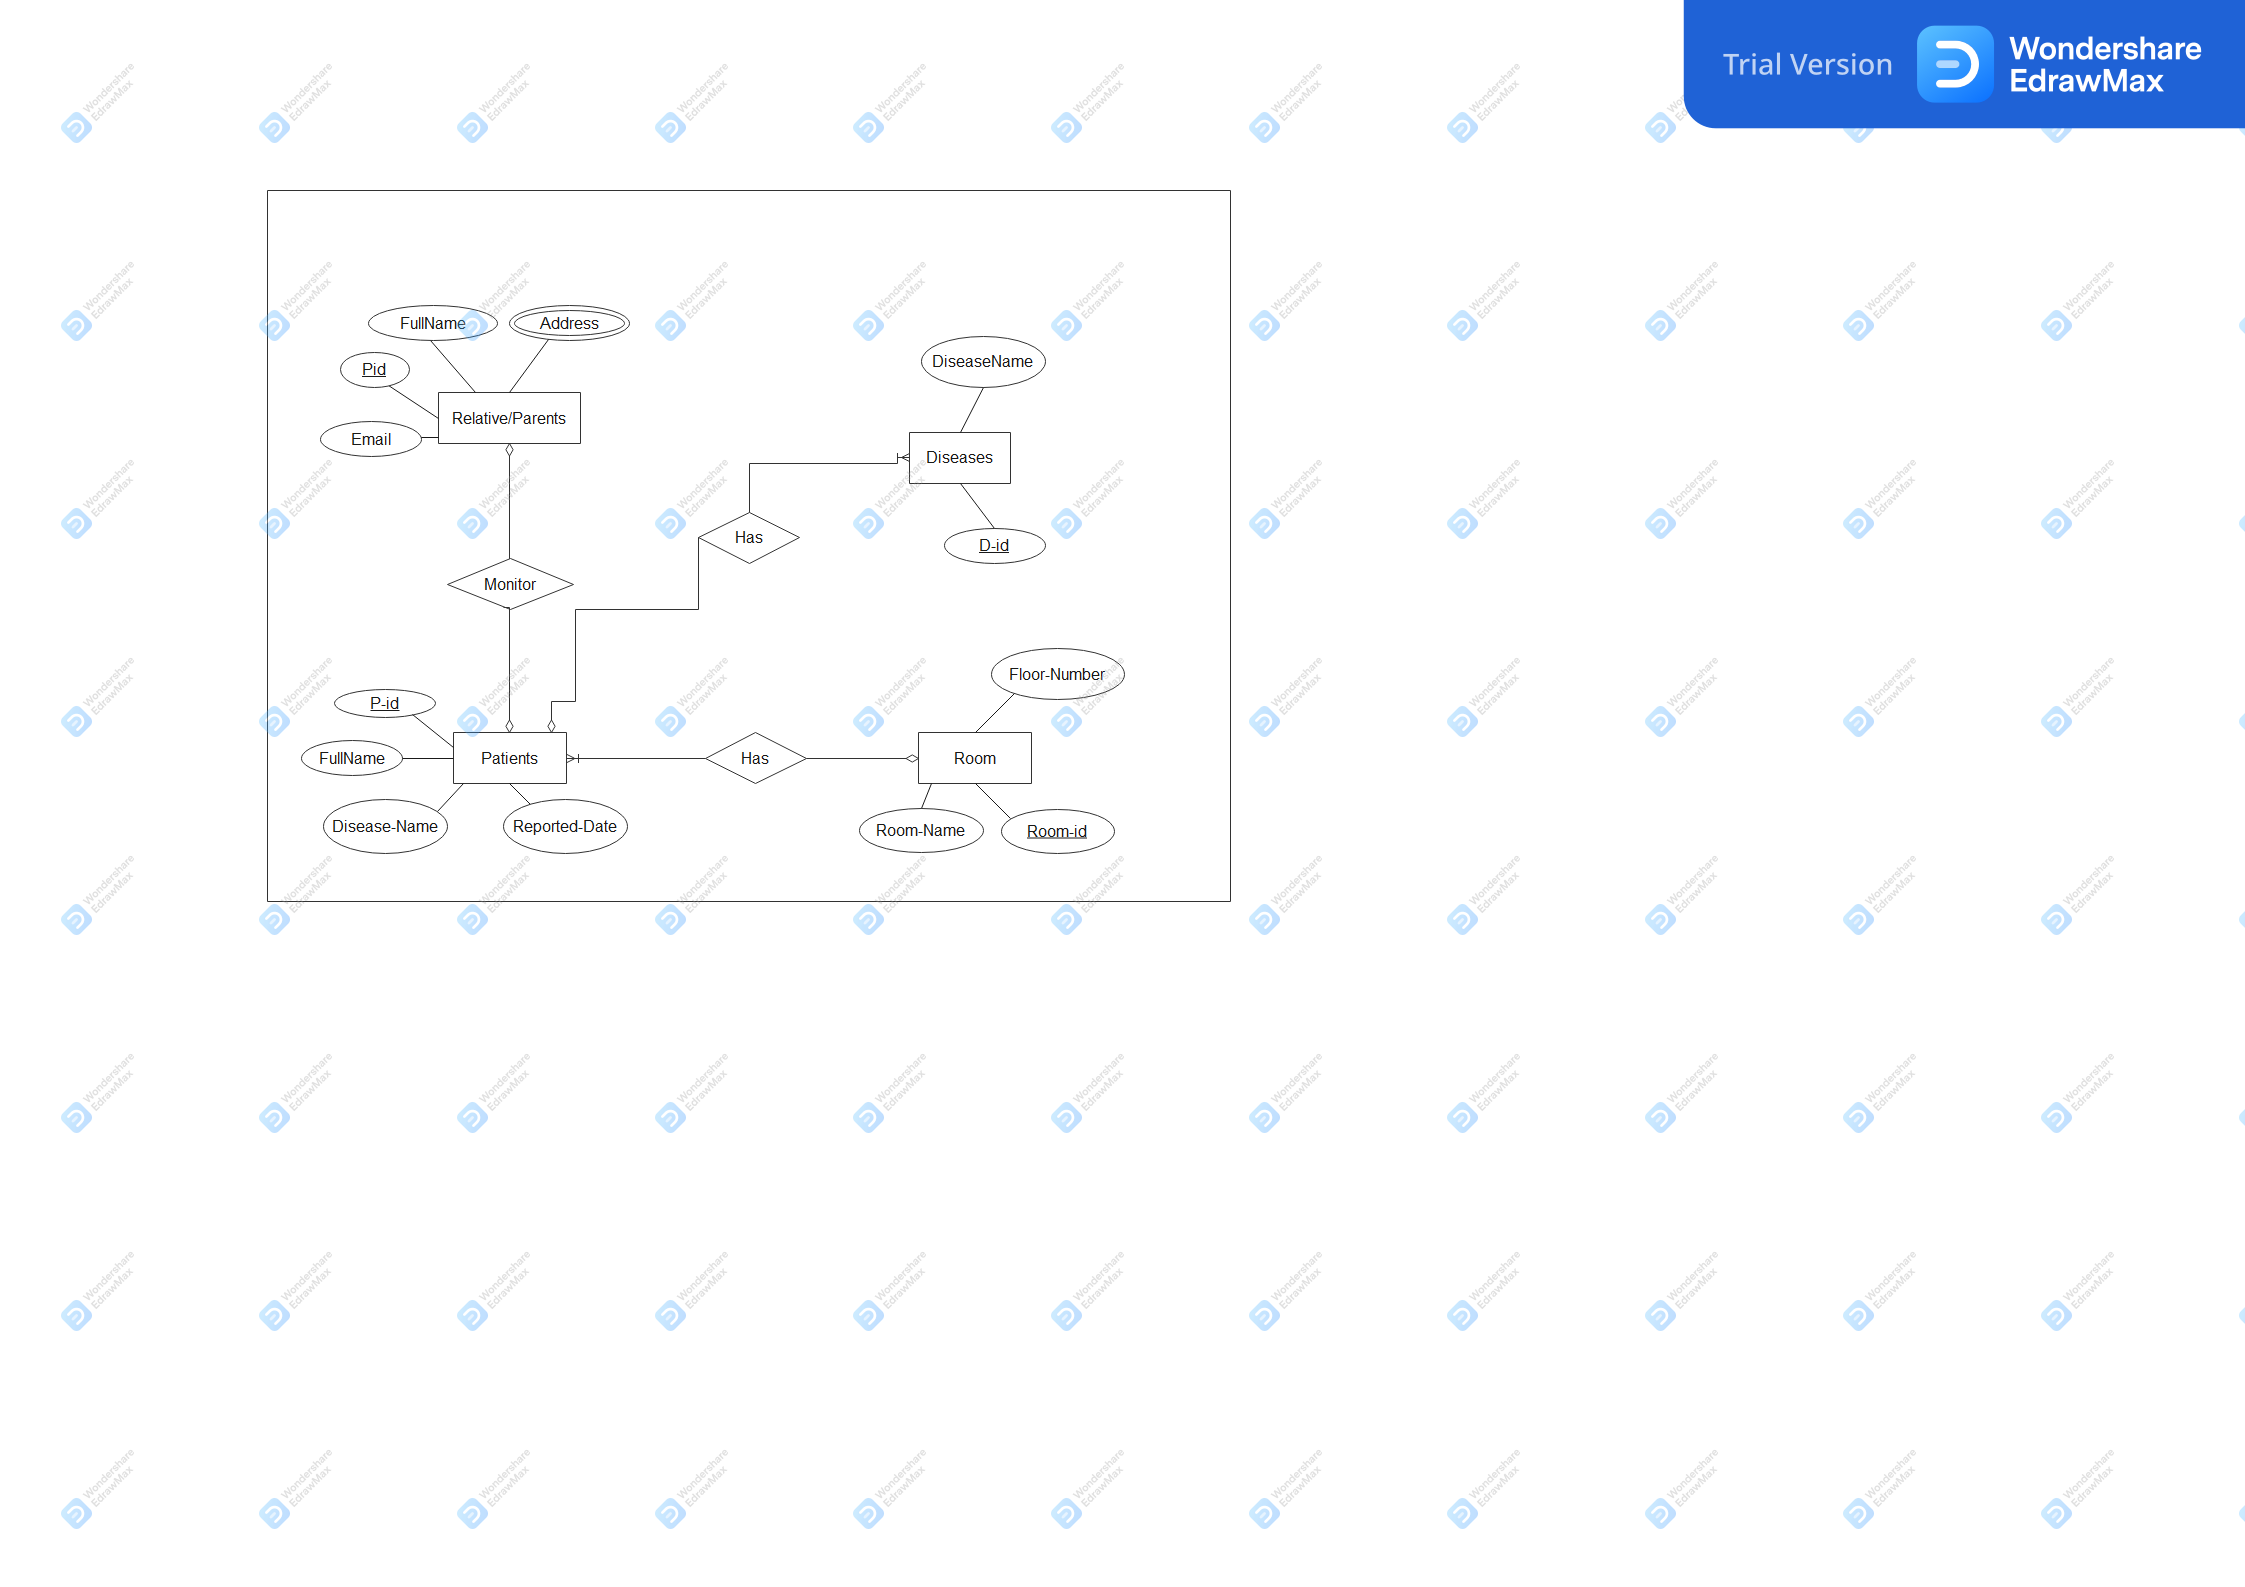 Trial Version
Wondershare
EdrawMax
FullName
Address
Pid
Relative/Parents
Email
DiseaseName
Diseases
D-id
Has
Monitor
Floor-Number
P-id
FullName
Patients
Has
Room
Disease-Name
Reported-Date
Room-Name
Room-id